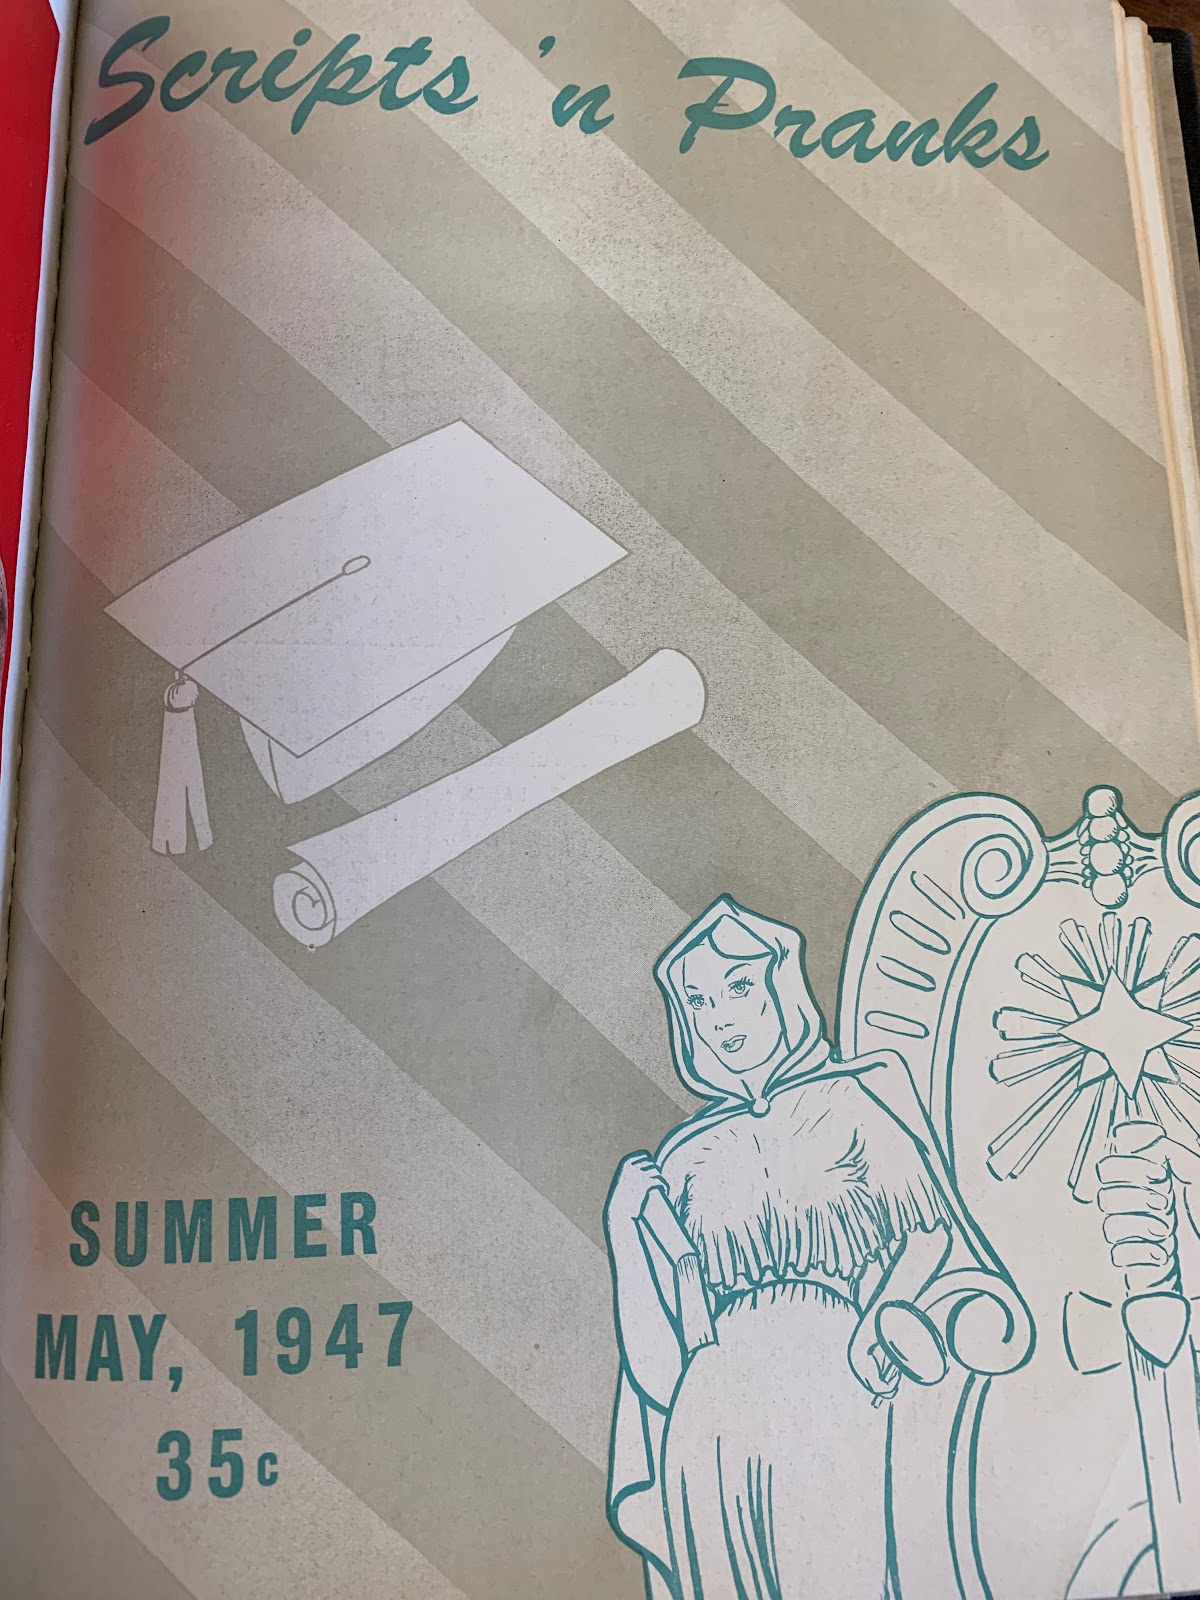 Scripts 'n Pranks
SUMMER
MAY, 1947
35c